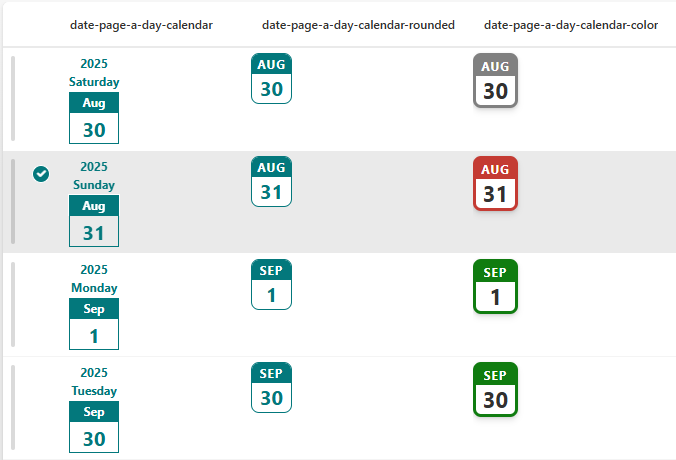 date-page-a-day-calendar date-page-a-day-calendar-rounded date-page-a-day-calendar-color
2025
Saturday
Aug
30
AUG
30
AUG
30
2025
Sunday
Aug
31
AUG
31
AUG
31
2025
Monday
Sep
1
SEP
1
SEP
1
2025
Tuesday
Sep
30
SEP
30
SEP
30